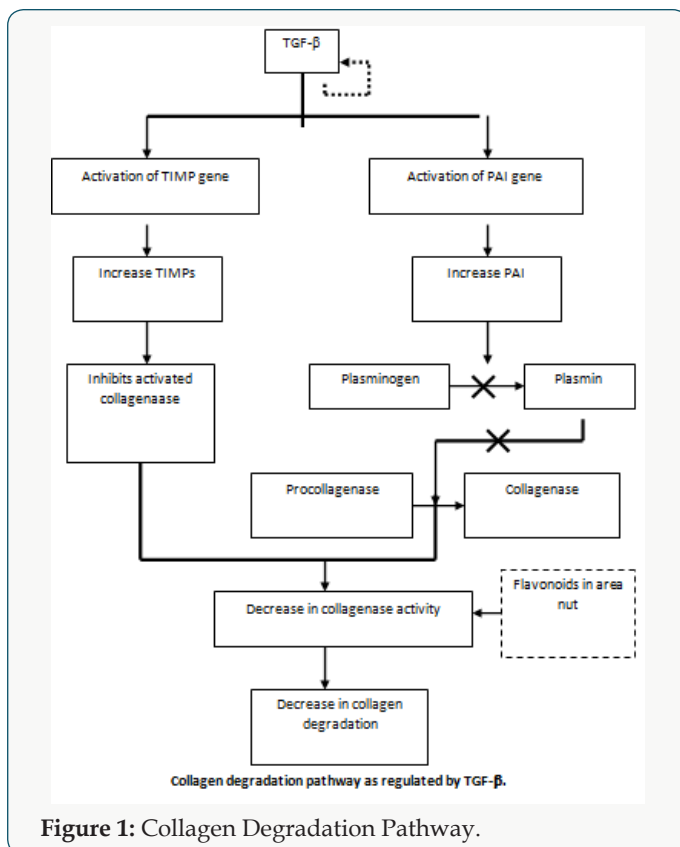 TGF-β
Activation of TIMP gene
Activation of PAI gene
Increase TIMPs
Increase PAI
Inhibits activated
collagenaase
Plasminogen
Plasmin
Procollagenase
Collagenase
Decrease in collagenase activity
Flavonoids in area
nut
Decrease in collagen
degradation
Collagen degradation pathway as regulated by TGF-β.
Figure 1: Collagen Degradation Pathway.